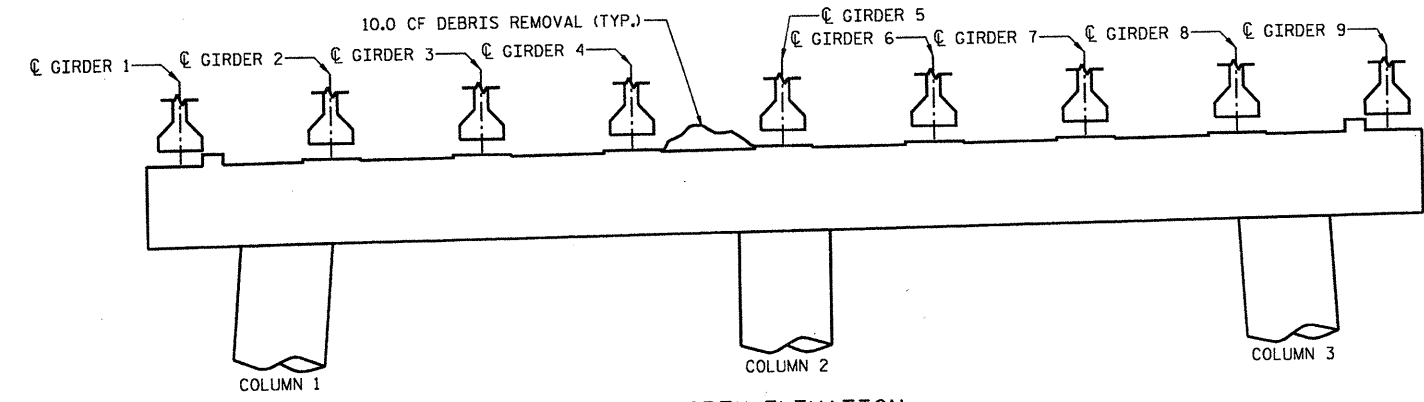 10.0 CF DEBRIS REMOVAL (TYP.)
℄ GIRDER 1
℄ GIRDER 2
℄ GIRDER 3
℄ GIRDER 4
℄ GIRDER 5
℄ GIRDER 6
℄ GIRDER 7
℄ GIRDER 8
℄ GIRDER 9
COLUMN 1
COLUMN 2
COLUMN 3
ELEVATION